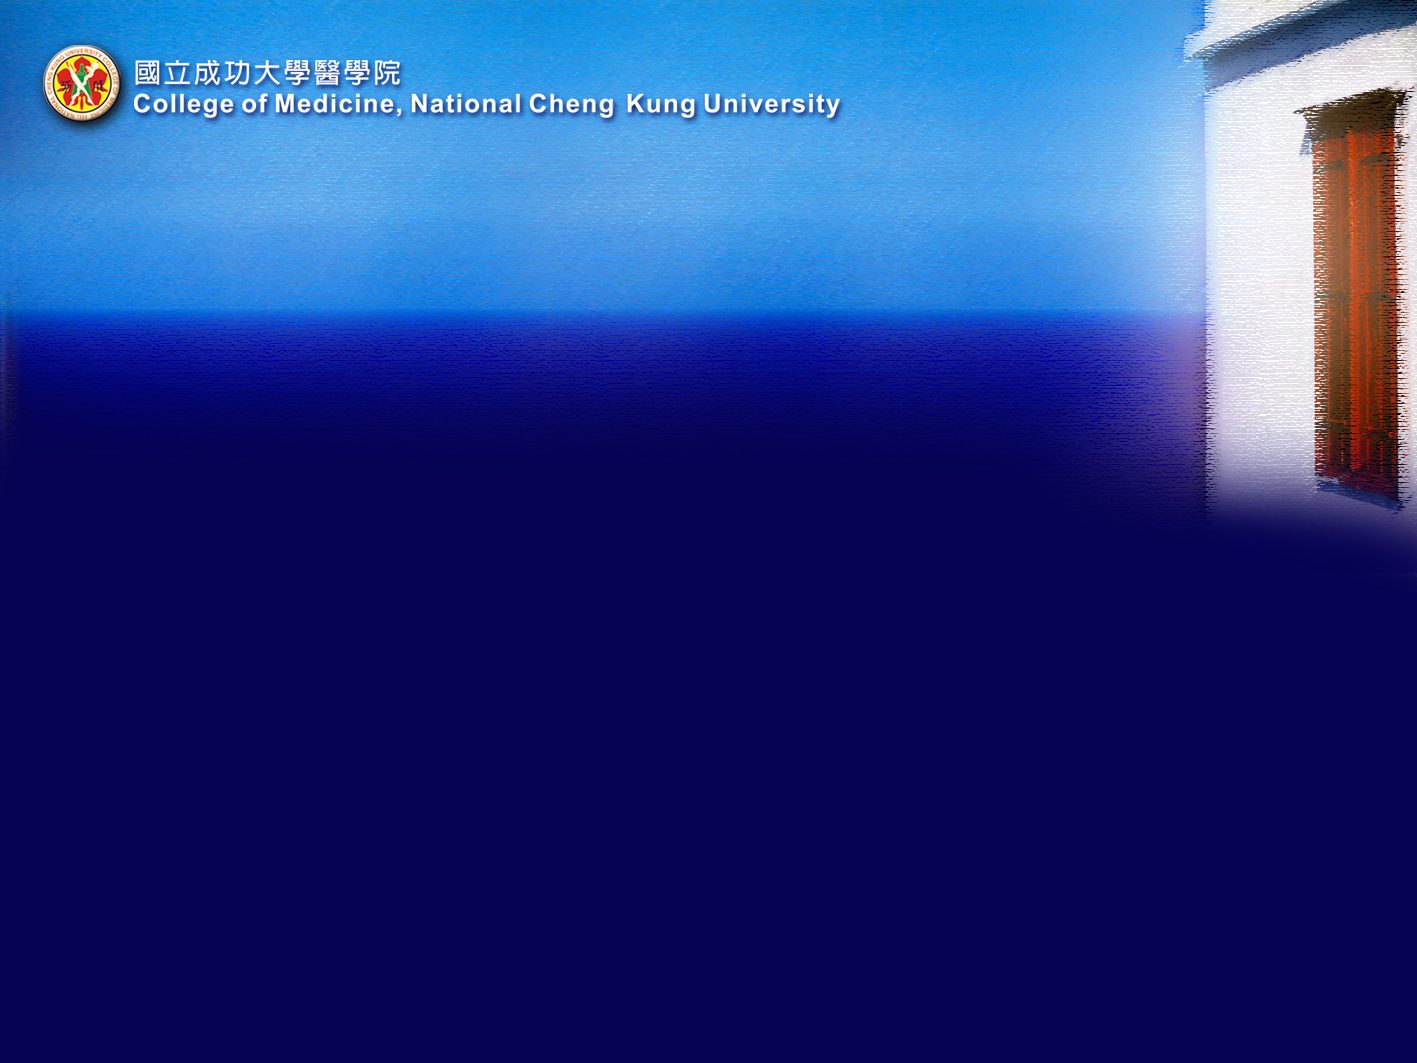 國立成功大學醫學院
College of Medicine, National Cheng Kung University